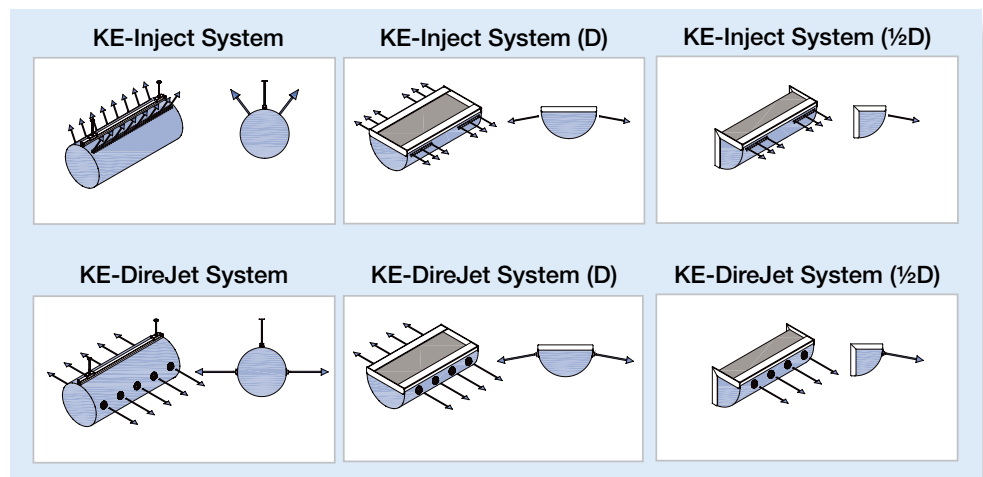 KE-Inject System
KE-Inject System (D)
KE-Inject System (½D)
KE-DireJet System
KE-DireJet System (D)
KE-DireJet System (½D)